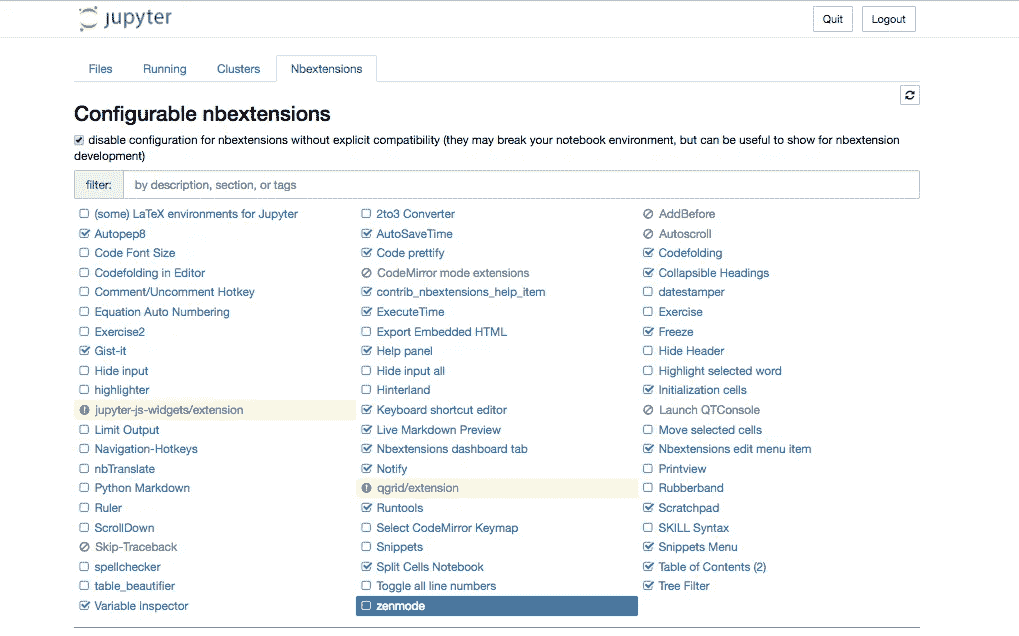 jupyter
Quit Logout
Files Running Clusters Nbextensions
Configurable nbextensions
disable configuration for nbextensions without explicit compatibility (they may break your notebook environment, but can be useful to show for nbextension
development)
filter: by description, section, or tags
(some) LaTeX environments for Jupyter 2to3 Converter AddBefore
Autopep8 AutoSaveTime Autoscroll
Code Font Size Code prettify Codefolding
Codefolding in Editor CodeMirror mode extensions Collapsible Headings
Comment/Uncomment Hotkey contrib_nbextensions_help_item datestamper
Equation Auto Numbering ExecuteTime Exercise
Exercise2 Export Embedded HTML Freeze
Gist-it Help panel Hide Header
Hide input Hide input all Highlight selected word
highlighter Hinterland Initialization cells
jupyter-js-widgets/extension Keyboard shortcut editor Launch QTConsole
Limit Output Live Markdown Preview Move selected cells
Navigation-Hotkeys Nbextensions dashboard tab Nbextensions edit menu item
nbTranslate Notify Printview
Python Markdown qgrid/extension Rubberband
Ruler Runtools Scratchpad
ScrollDown Select CodeMirror Keymap SKILL Syntax
Skip-Traceback Snippets Snippets Menu
spellchecker Split Cells Notebook Table of Contents (2)
table_beautifier Toggle all line numbers Tree Filter
Variable Inspector zenmode